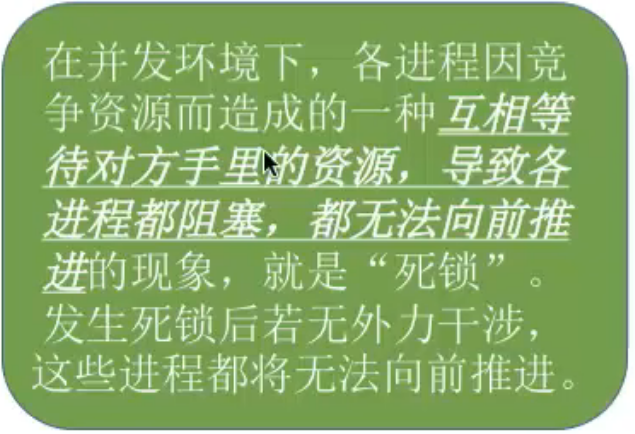 在并发环境下，各进程因竞
争资源而造成的一种互相等
待对方手里的资源，导致各
进程都阻塞，都无法向前推
进的现象，就是“死锁”。
发生死锁后若无外力干涉，
这些进程都将无法向前推进。